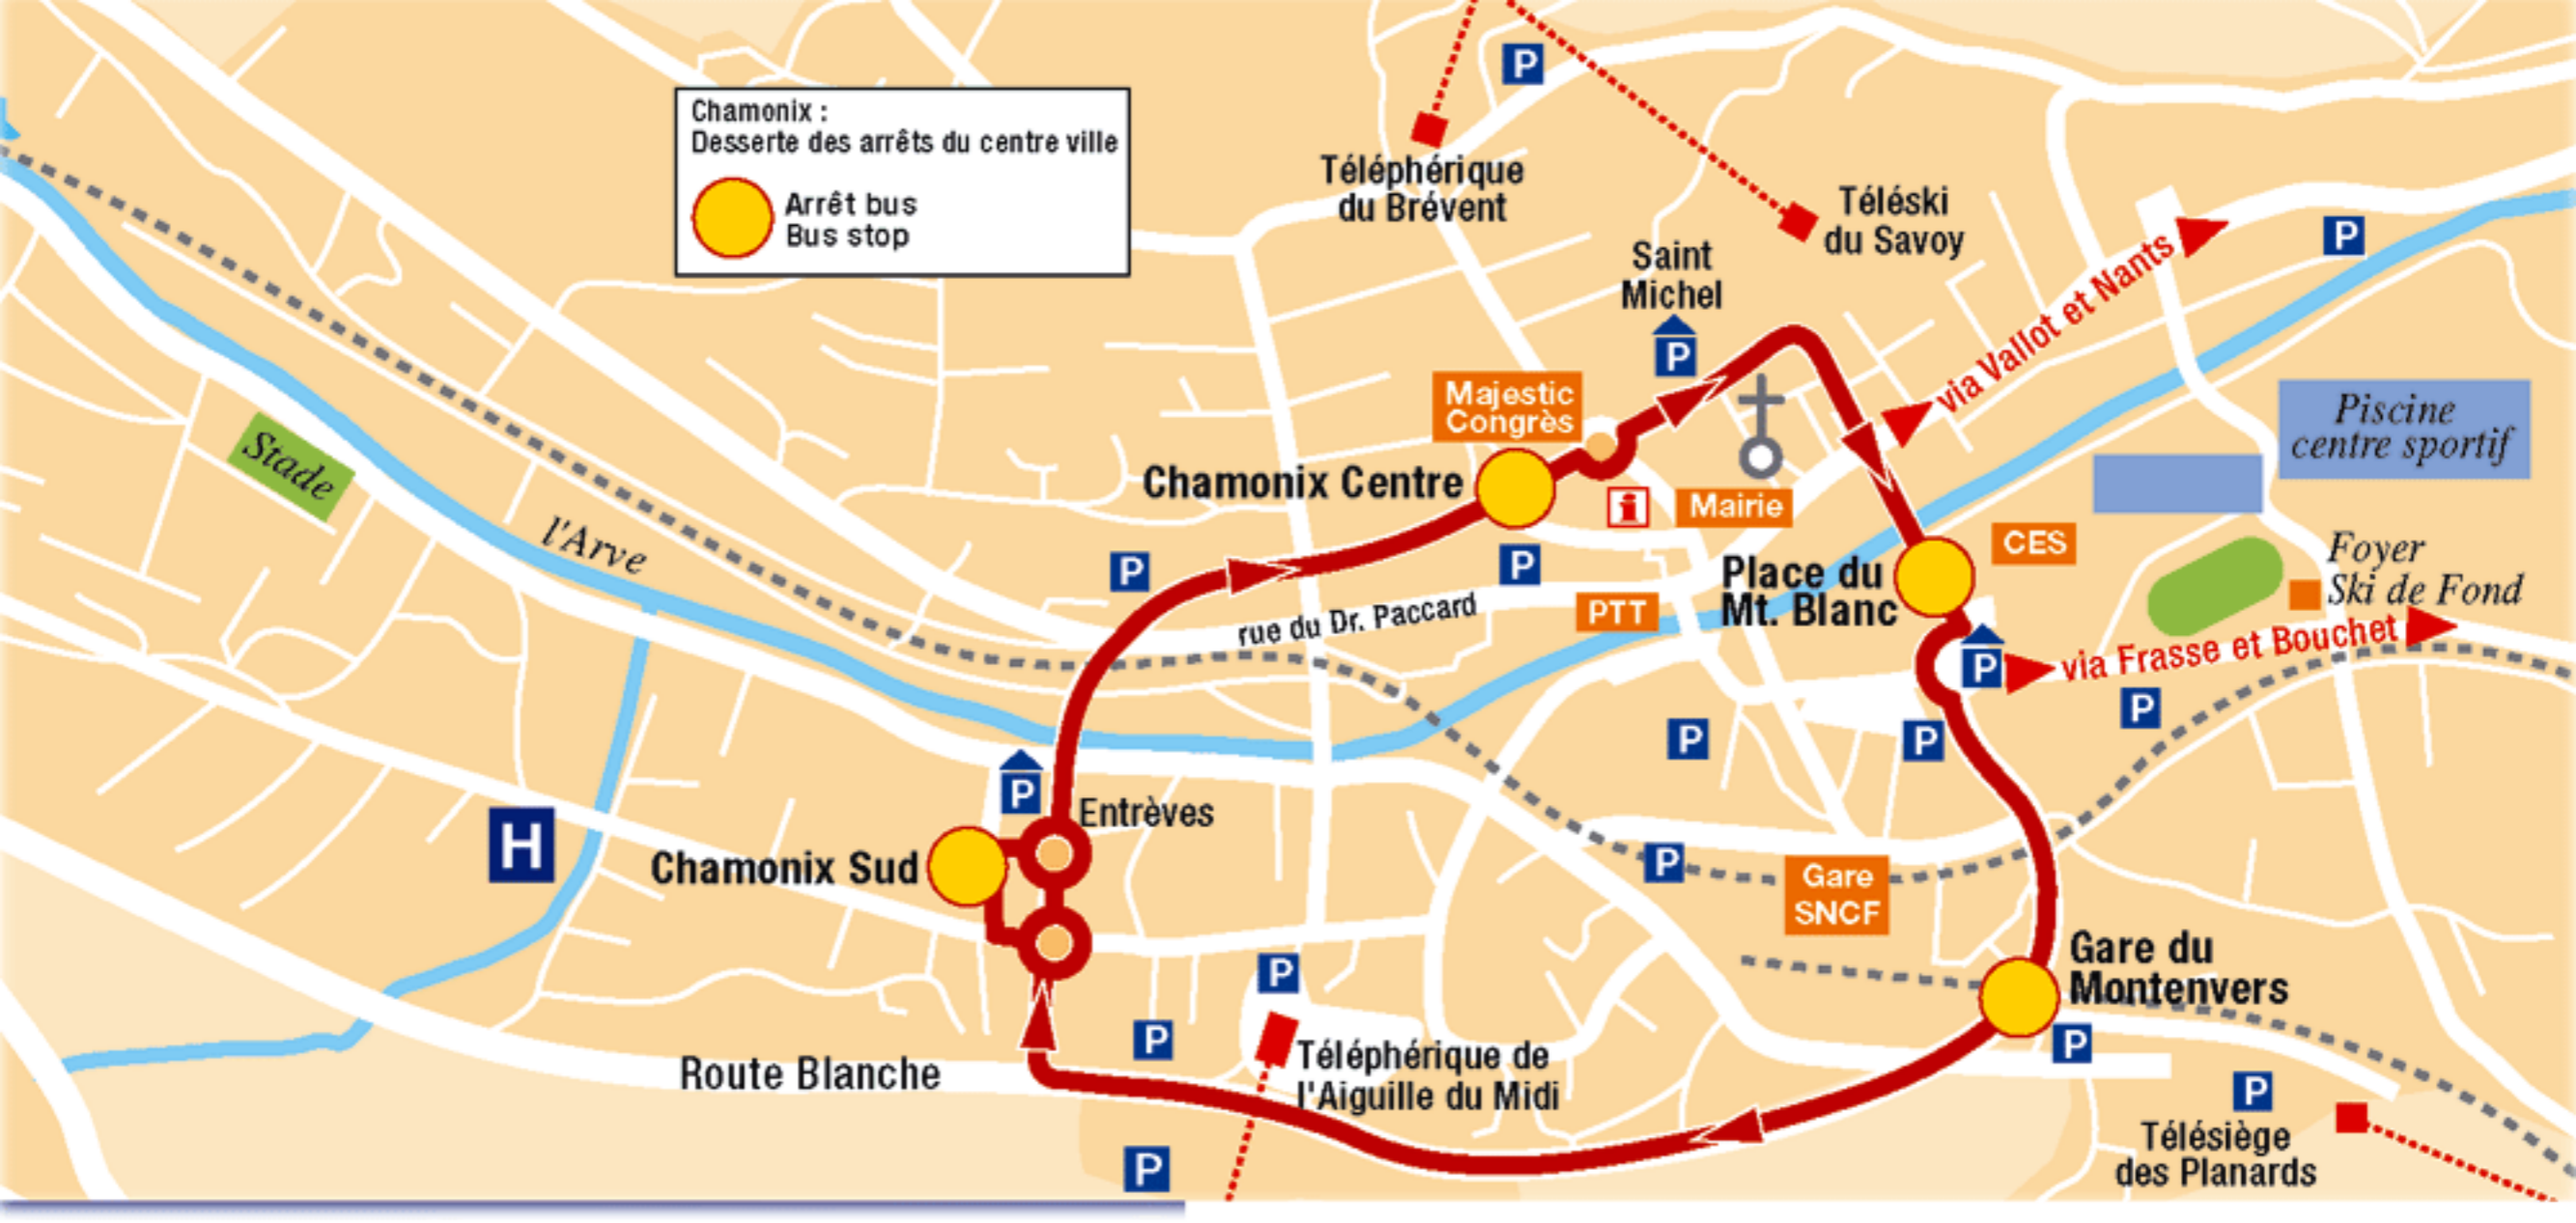 Chamonix :
Desserte des arrêts du centre ville
Arrêt bus
Bus stop
P
Téléphérique
du Brévent
Téléski
du Savoy
Saint
Michel
P
via Vallot et Nants
P
Majestic
Congrès
Piscine
centre sportif
Stade
Chamonix Centre
i
Mairie
l'Arve
CES
P
P
Place du
Mt. Blanc
Foyer
Ski de Fond
PTT
rue du Dr. Paccard
P
via Frasse et Bouchet
P
P
P
P
Entrèves
H
Chamonix Sud
P
Gare
SNCF
Gare du
Montenvers
P
P
P
Téléphérique de
l'Aiguille du Midi
Route Blanche
P
Télésiège
des Planards
P